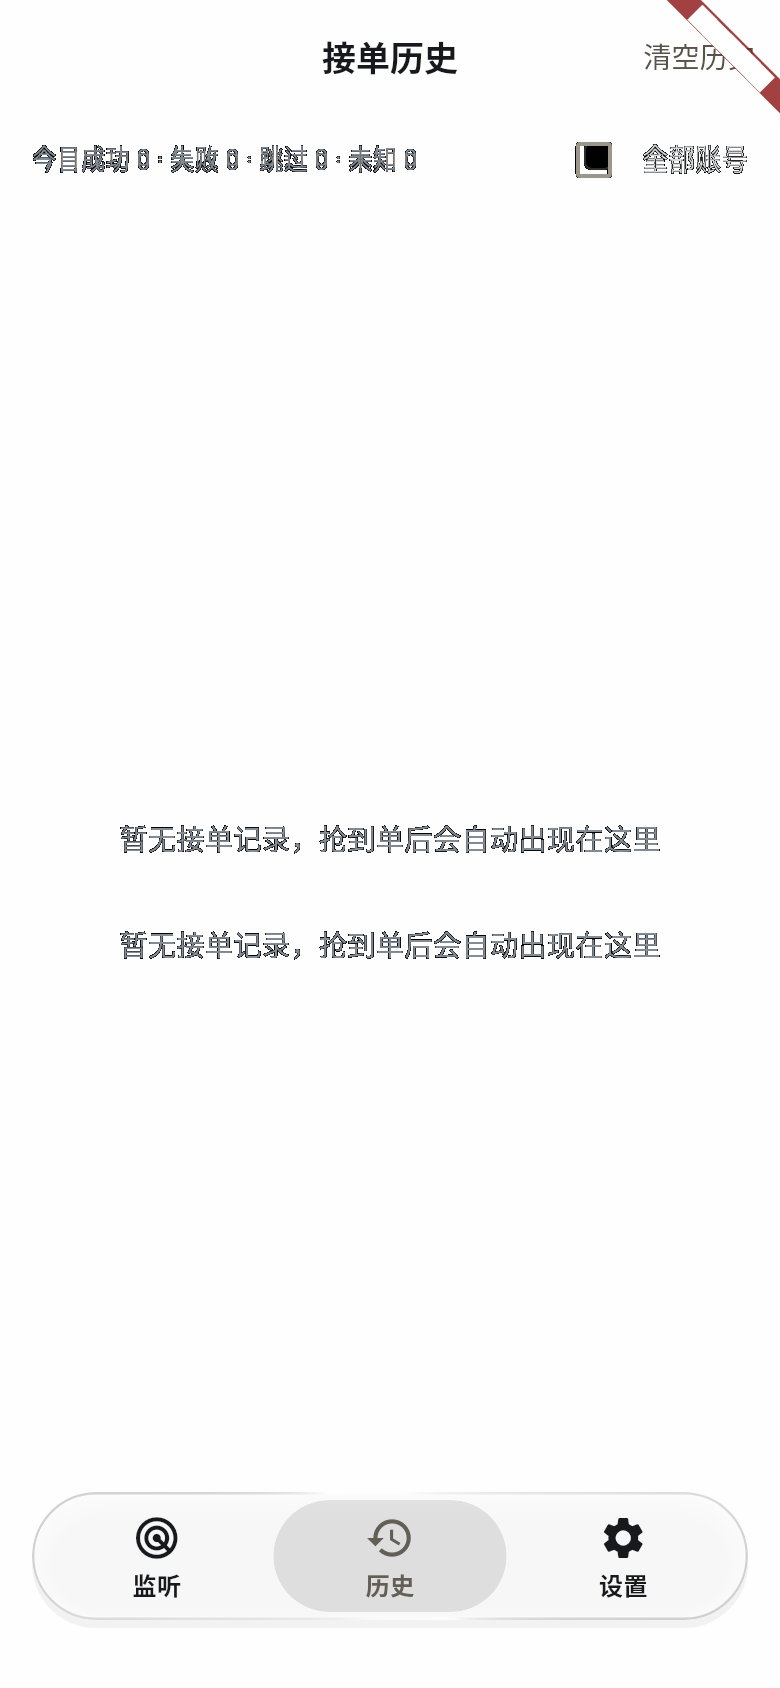 接单历史
清空历史
今日成功 0 · 失败 0 · 跳过 0 · 未知 0
全部账号
暂无接单记录，抢到单后会自动出现在这里
暂无接单记录，抢到单后会自动出现在这里
监听
历史
设置